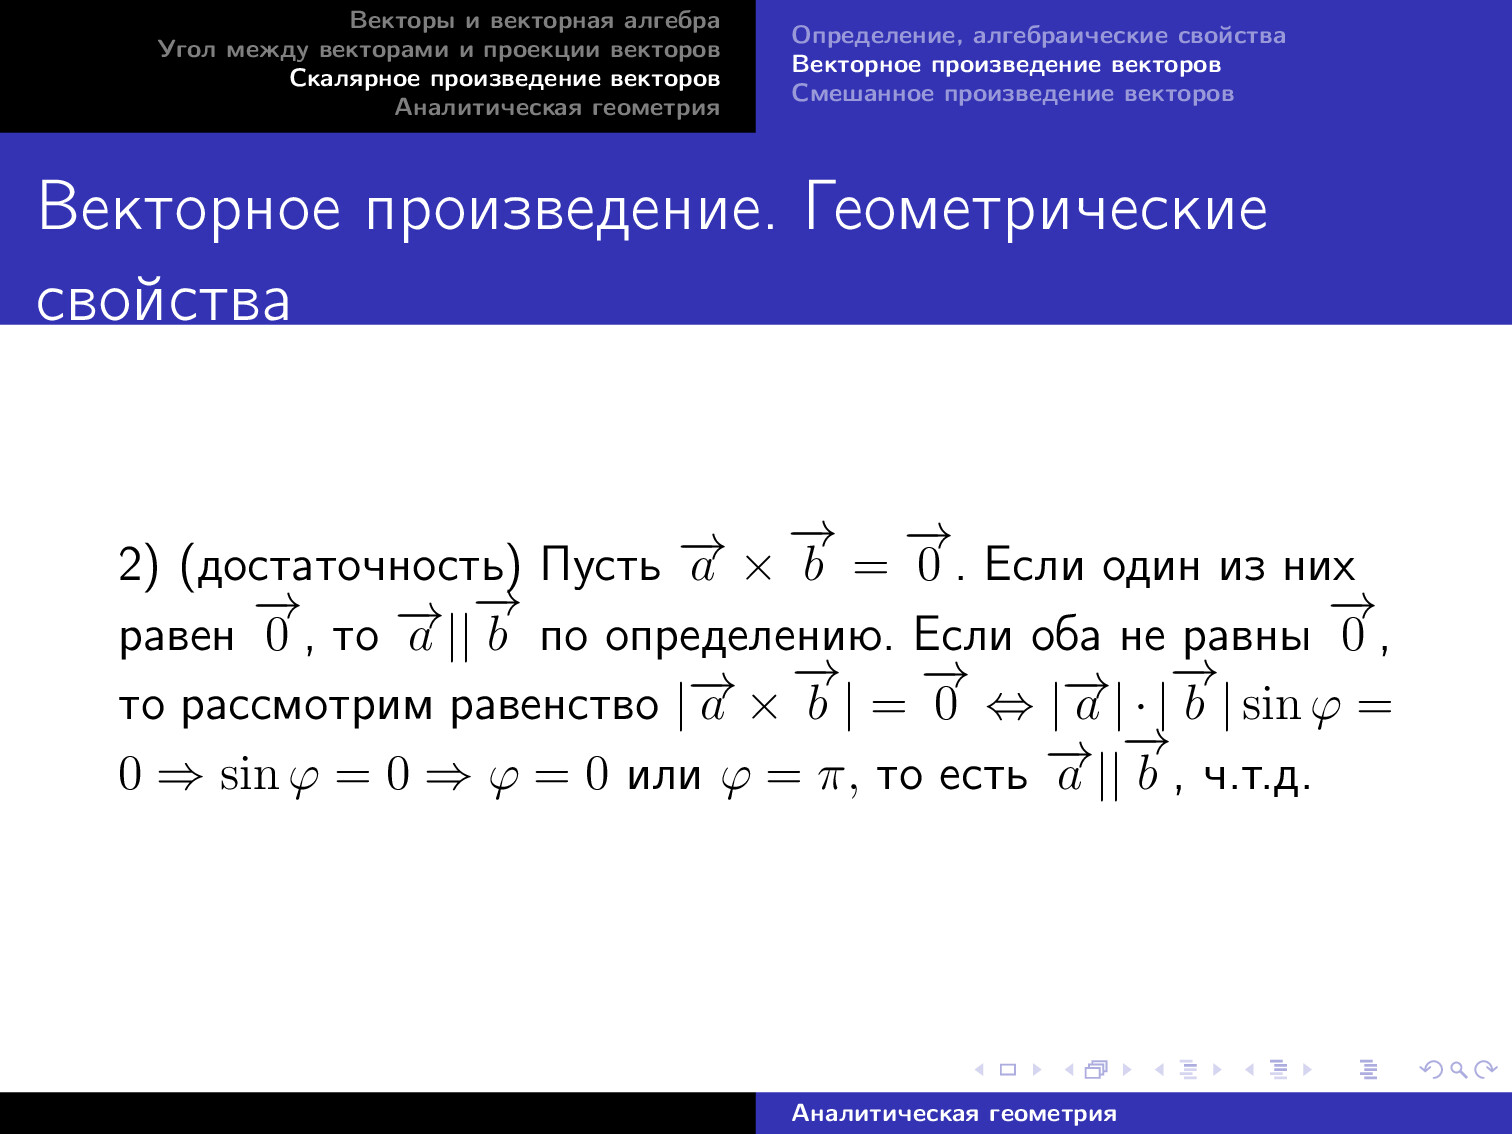 Векторы и векторная алгебра
Угол между векторами и проекции векторов
Скалярное произведение векторов
Аналитическая геометрия
Определение, алгебраические свойства
Векторное произведение векторов
Смешанное произведение векторов
Векторное произведение. Геометрические
свойства
2) (достаточность) Пусть $\overrightarrow{a} \times \overrightarrow{b} = \overrightarrow{0}$. Если один из них
равен $\overrightarrow{0}$, то $\overrightarrow{a} || \overrightarrow{b}$ по определению. Если оба не равны $\overrightarrow{0}$,
то рассмотрим равенство $|\overrightarrow{a} \times \overrightarrow{b}| = \overrightarrow{0} \Leftrightarrow |\overrightarrow{a}| \cdot |\overrightarrow{b}| \sin \varphi =$
$0 \Rightarrow \sin \varphi = 0 \Rightarrow \varphi = 0$ или $\varphi = \pi$, то есть $\overrightarrow{a} || \overrightarrow{b}$, ч.т.д.
Аналитическая геометрия